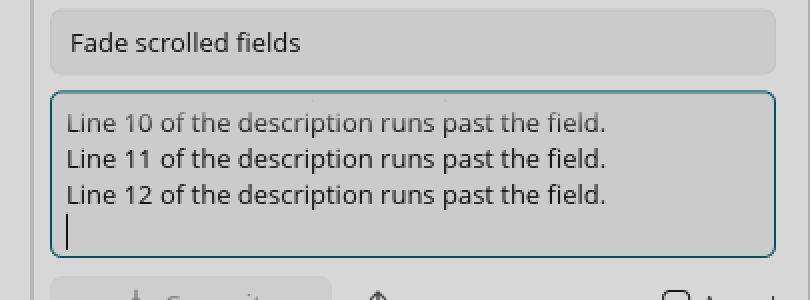 Fade scrolled fields
Line 10 of the description runs past the field.
Line 11 of the description runs past the field.
Line 12 of the description runs past the field.